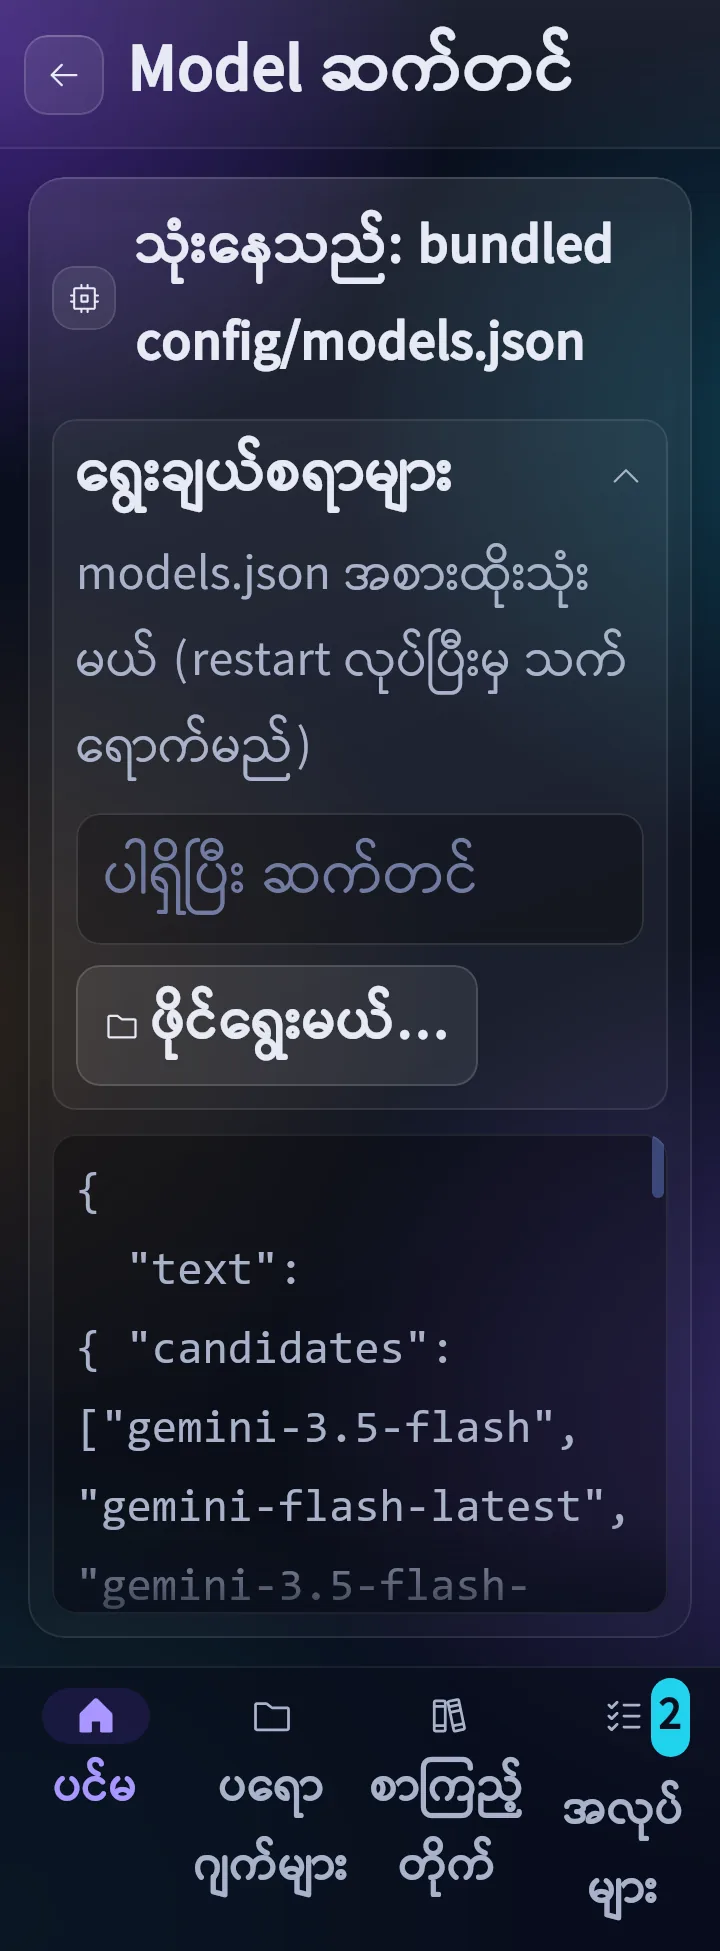 Model ဆက်တင်
သုံးနေသည်: bundled
config/models.json
ရွေးချယ်စရာများ
models.json အစားထိုးသုံး
မယ် (restart လုပ်ပြီးမှ သက်
ရောက်မည်)
ပါရှိပြီး ဆက်တင်
ဖိုင်ရွေးမယ်...
{
"text":
{ "candidates":
["gemini-3.5-flash",
"gemini-flash-latest",
"gemini-3.5-flash-
2
ပင်မ
ပရော
ဂျက်များ
စာကြည့်
တိုက်
အလုပ်
များ